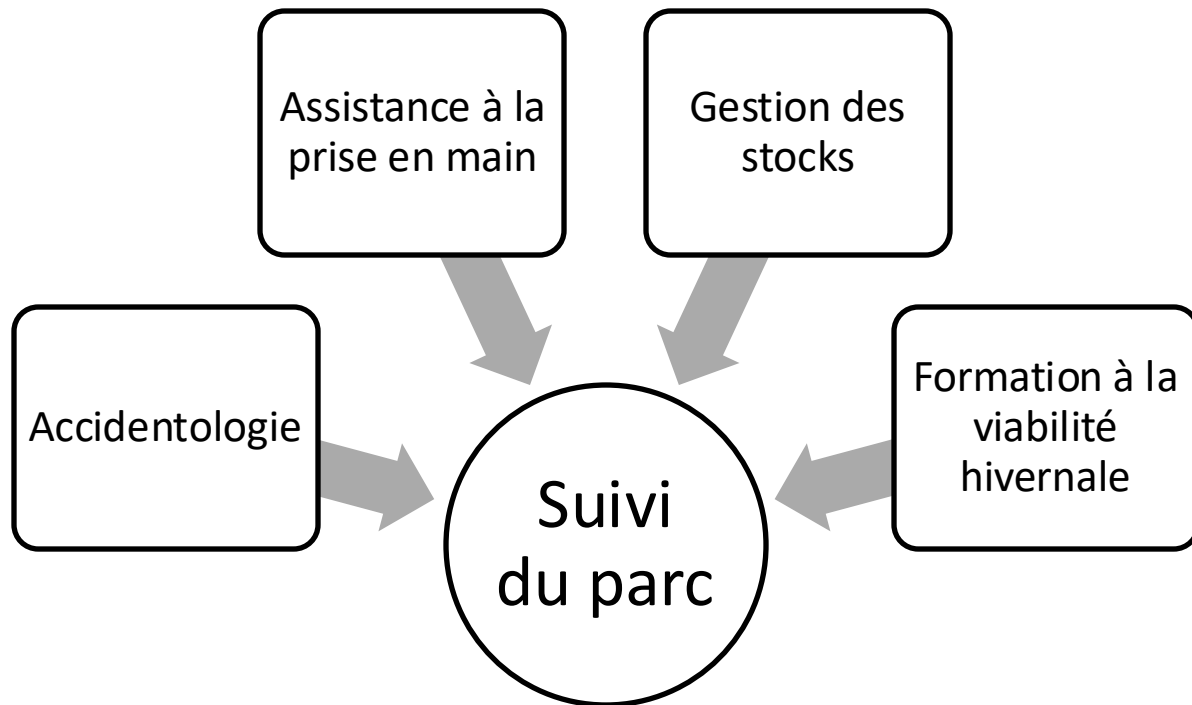 Assistance à la
prise en main
Gestion des
stocks
Accidentologie
Formation à la
viabilité
hivernale
Suivi
du parc